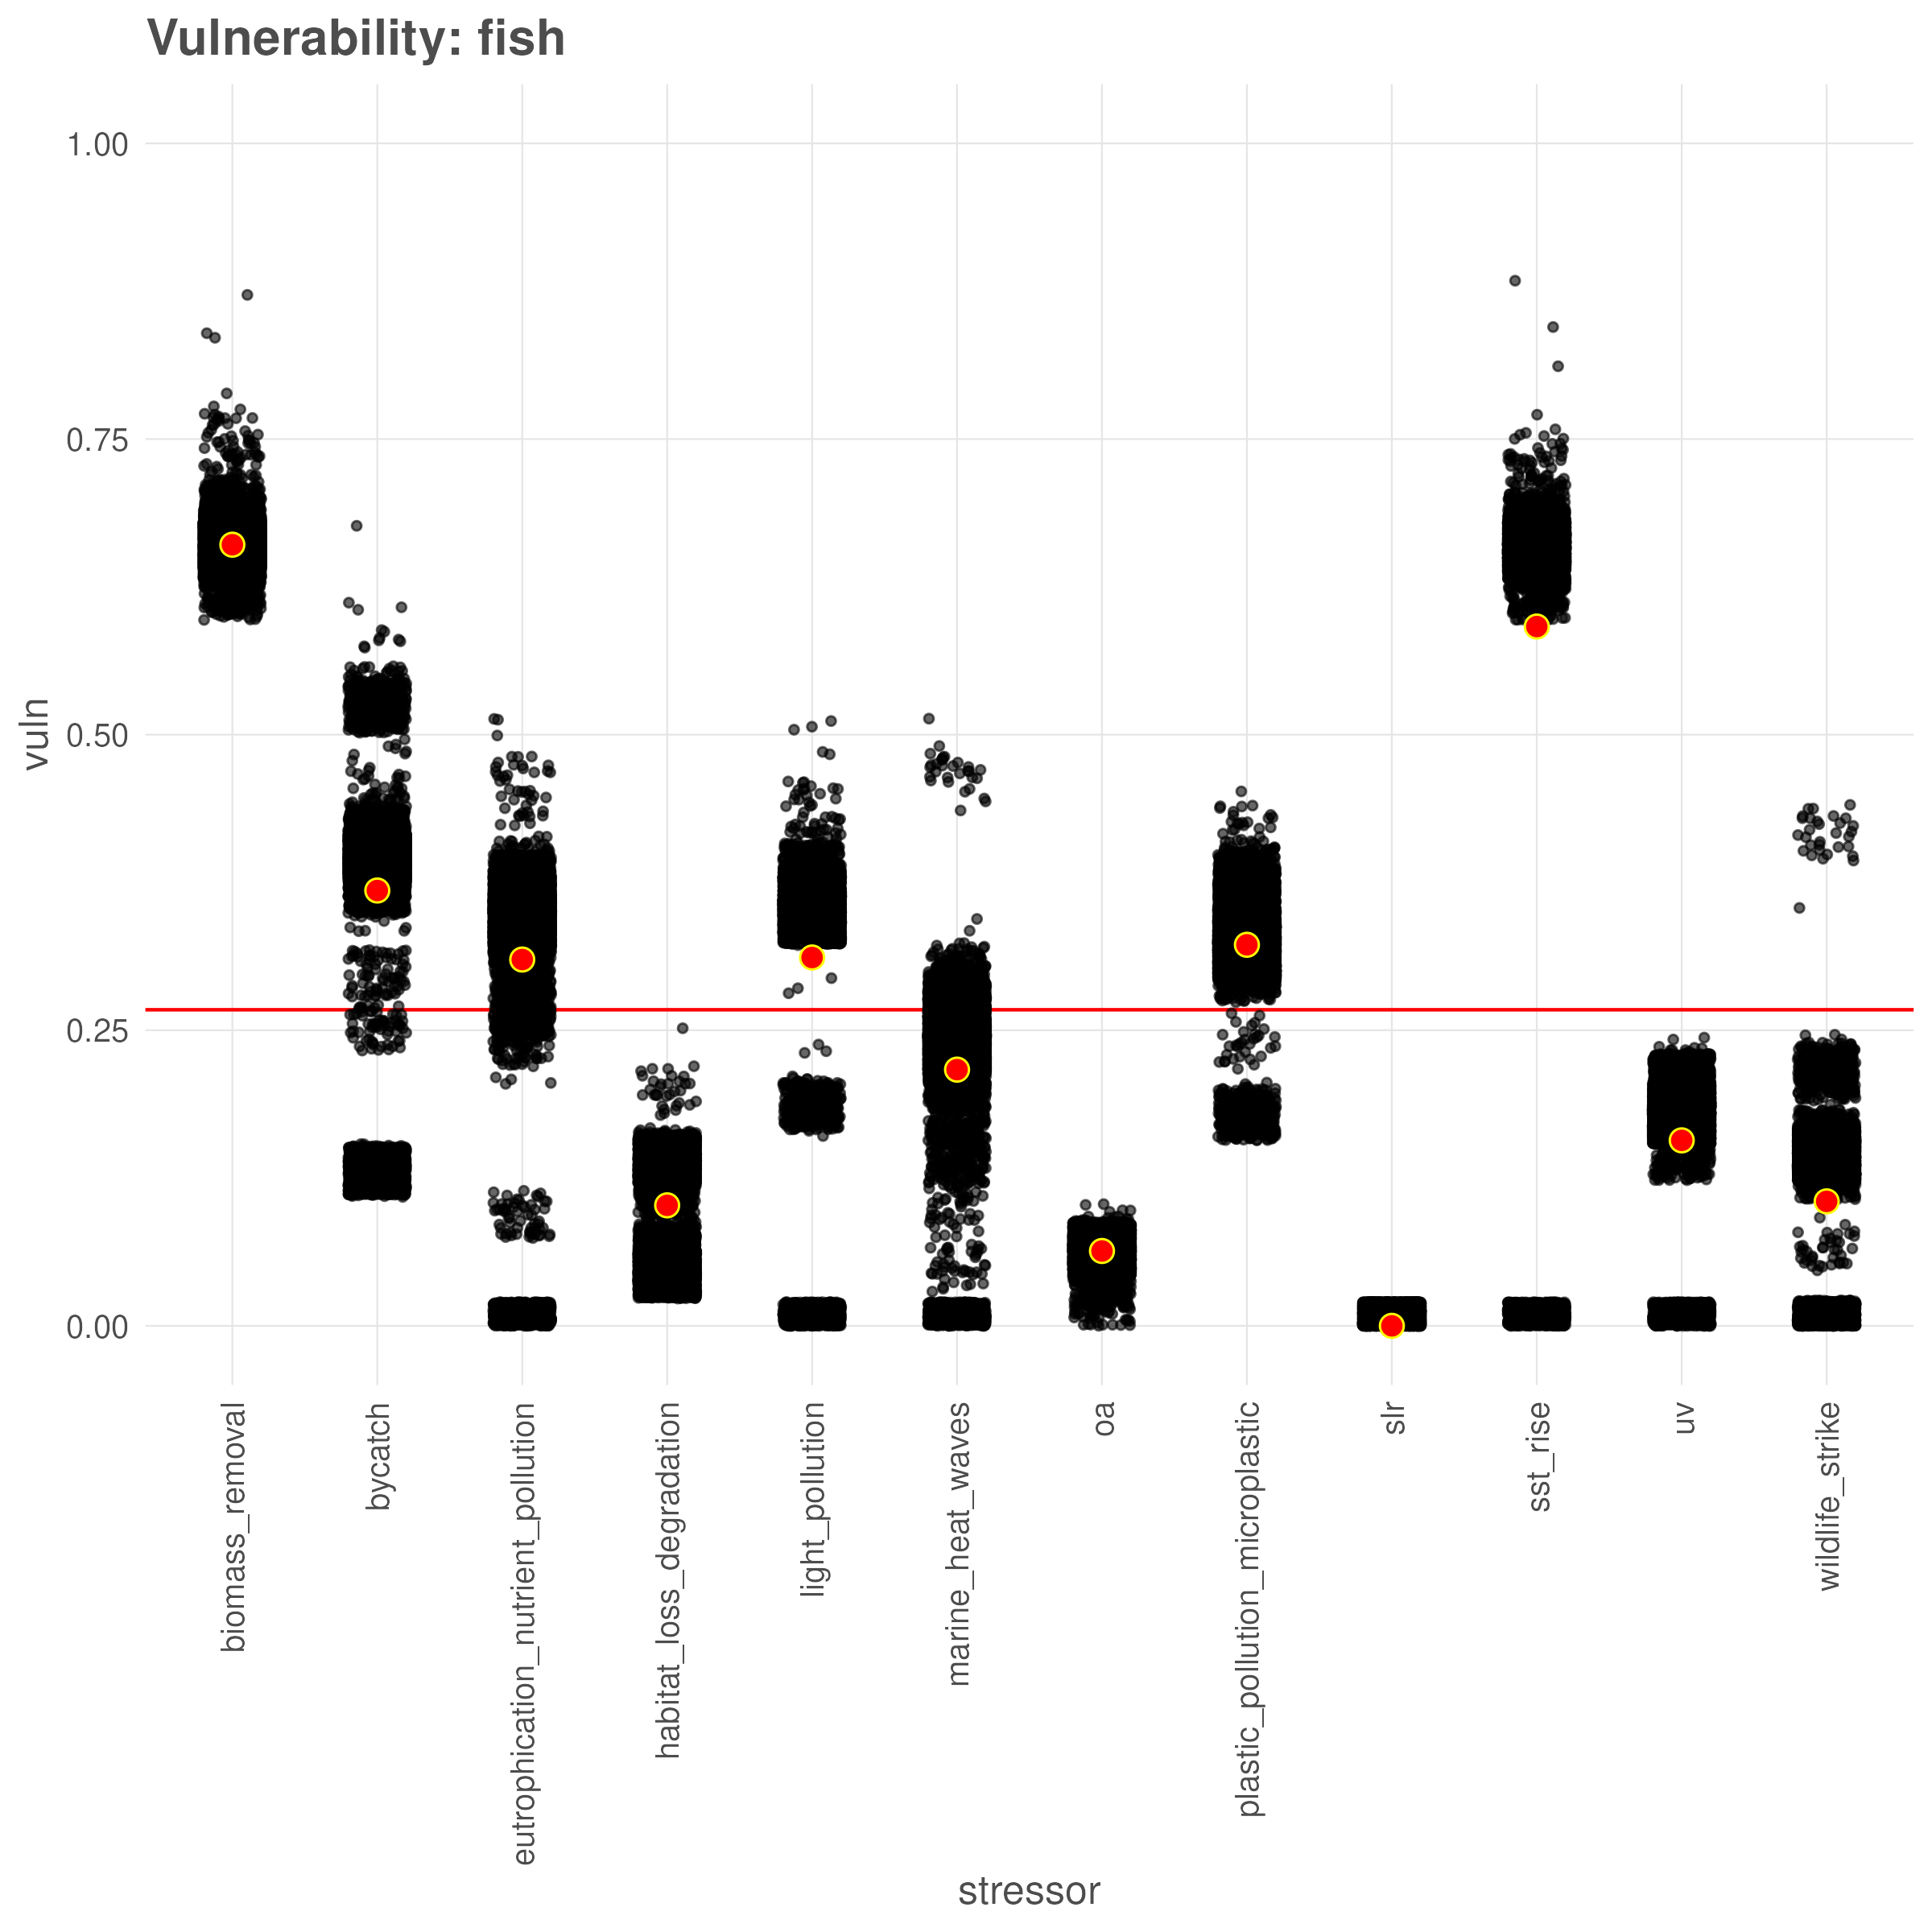 Vulnerability: fish
1.00
0.75
0.50
0.25
0.00
vuln
biomass_removal
bycatch
eutrophication_nutrient_pollution
habitat_loss_degradation
light_pollution
marine_heat_waves
oa
plastic_pollution_microplastic
slr
sst_rise
uv
wildlife_strike
stressor